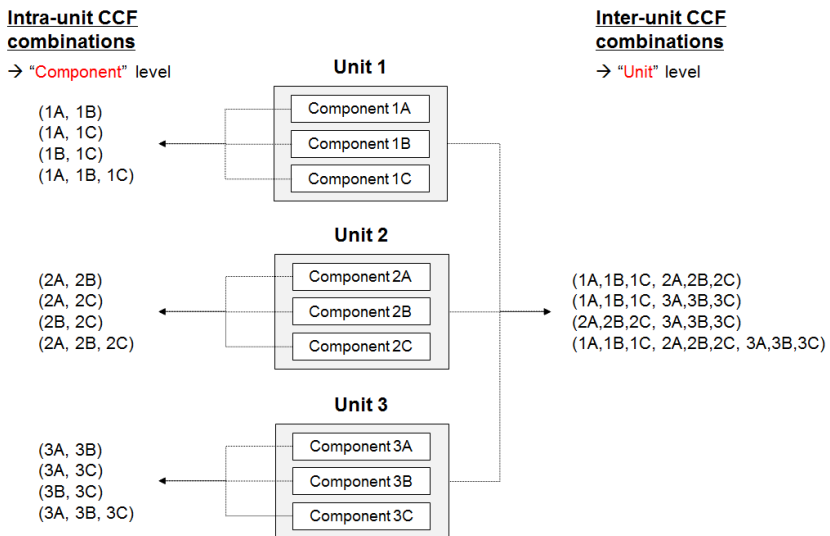 Intra-unit CCF
combinations
→ “Component” level
(1A, 1B)
(1A, 1C)
(1B, 1C)
(1A, 1B, 1C)
(2A, 2B)
(2A, 2C)
(2B, 2C)
(2A, 2B, 2C)
(3A, 3B)
(3A, 3C)
(3B, 3C)
(3A, 3B, 3C)
Unit 1
Component 1A
Component 1B
Component 1C
Unit 2
Component 2A
Component 2B
Component 2C
Unit 3
Component 3A
Component 3B
Component 3C
Inter-unit CCF
combinations
→ “Unit” level
(1A,1B,1C, 2A,2B,2C)
(1A,1B,1C, 3A,3B,3C)
(2A,2B,2C, 3A,3B,3C)
(1A,1B,1C, 2A,2B,2C, 3A,3B,3C)